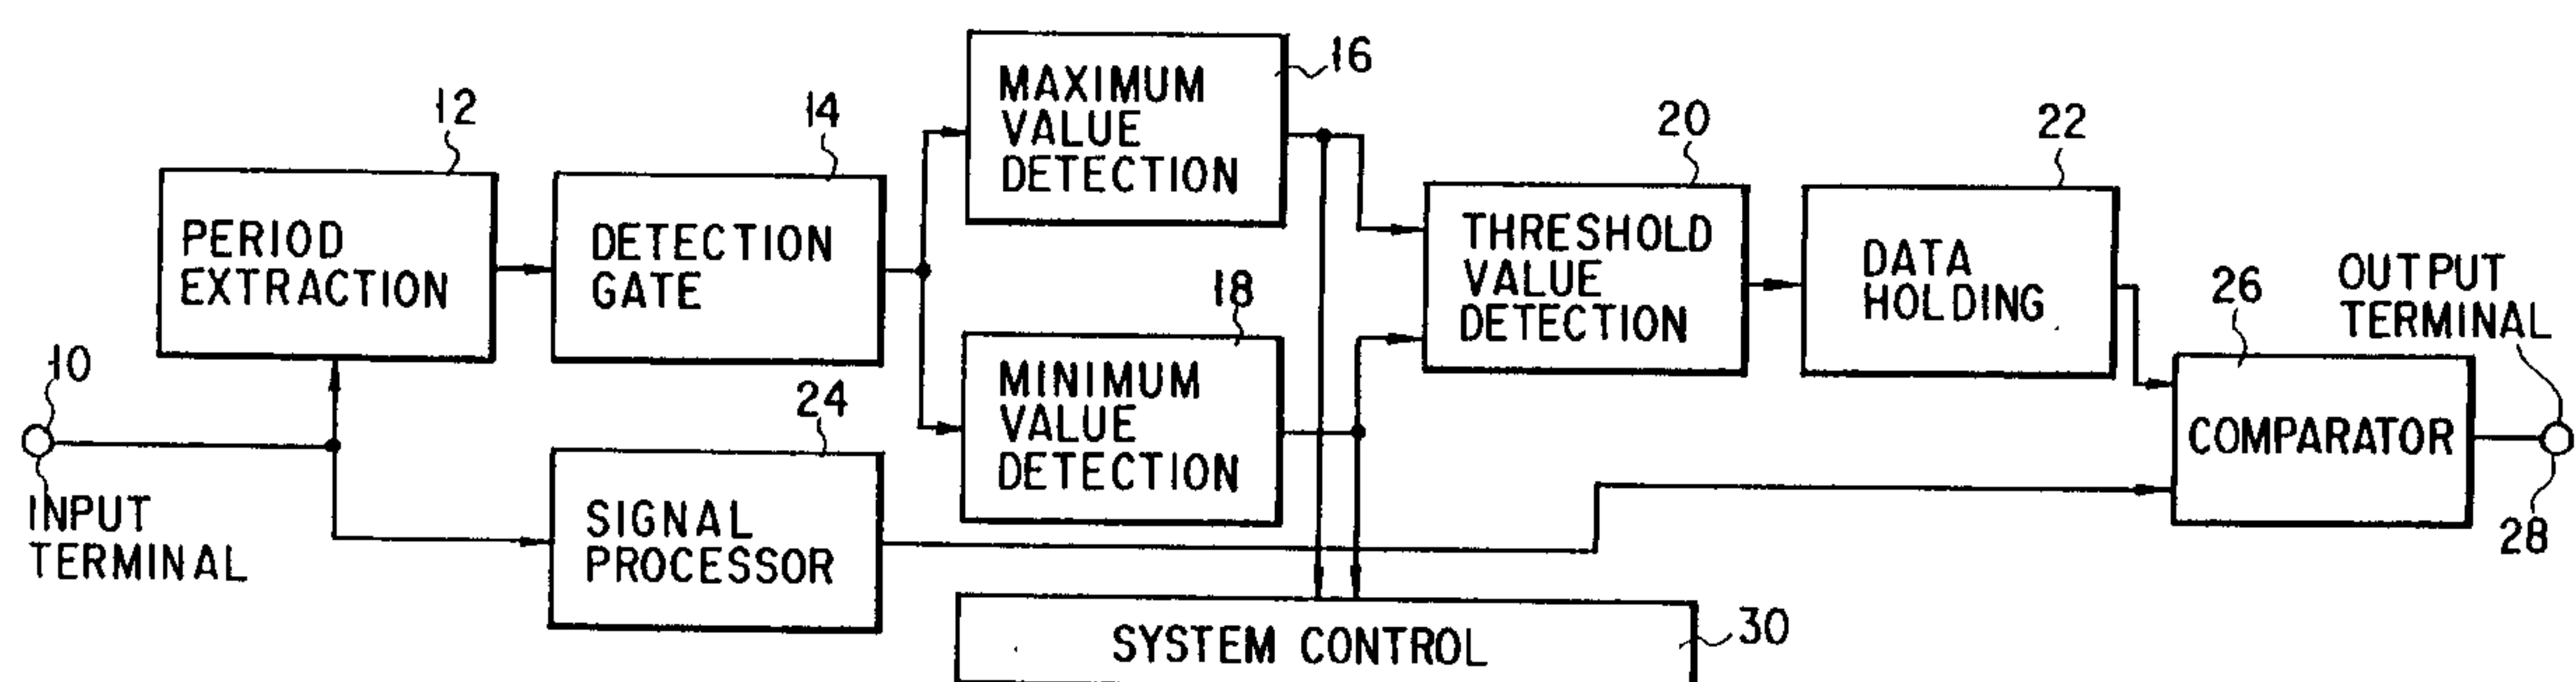 12
PERIOD
EXTRACTION
14
DETECTION
GATE
16
MAXIMUM
VALUE
DETECTION
18
MINIMUM
VALUE
DETECTION
20
THRESHOLD
VALUE
DETECTION
22
DATA
HOLDING
10
INPUT
TERMINAL
24
SIGNAL
PROCESSOR
26
COMPARATOR
OUTPUT
TERMINAL
28
SYSTEM CONTROL
30